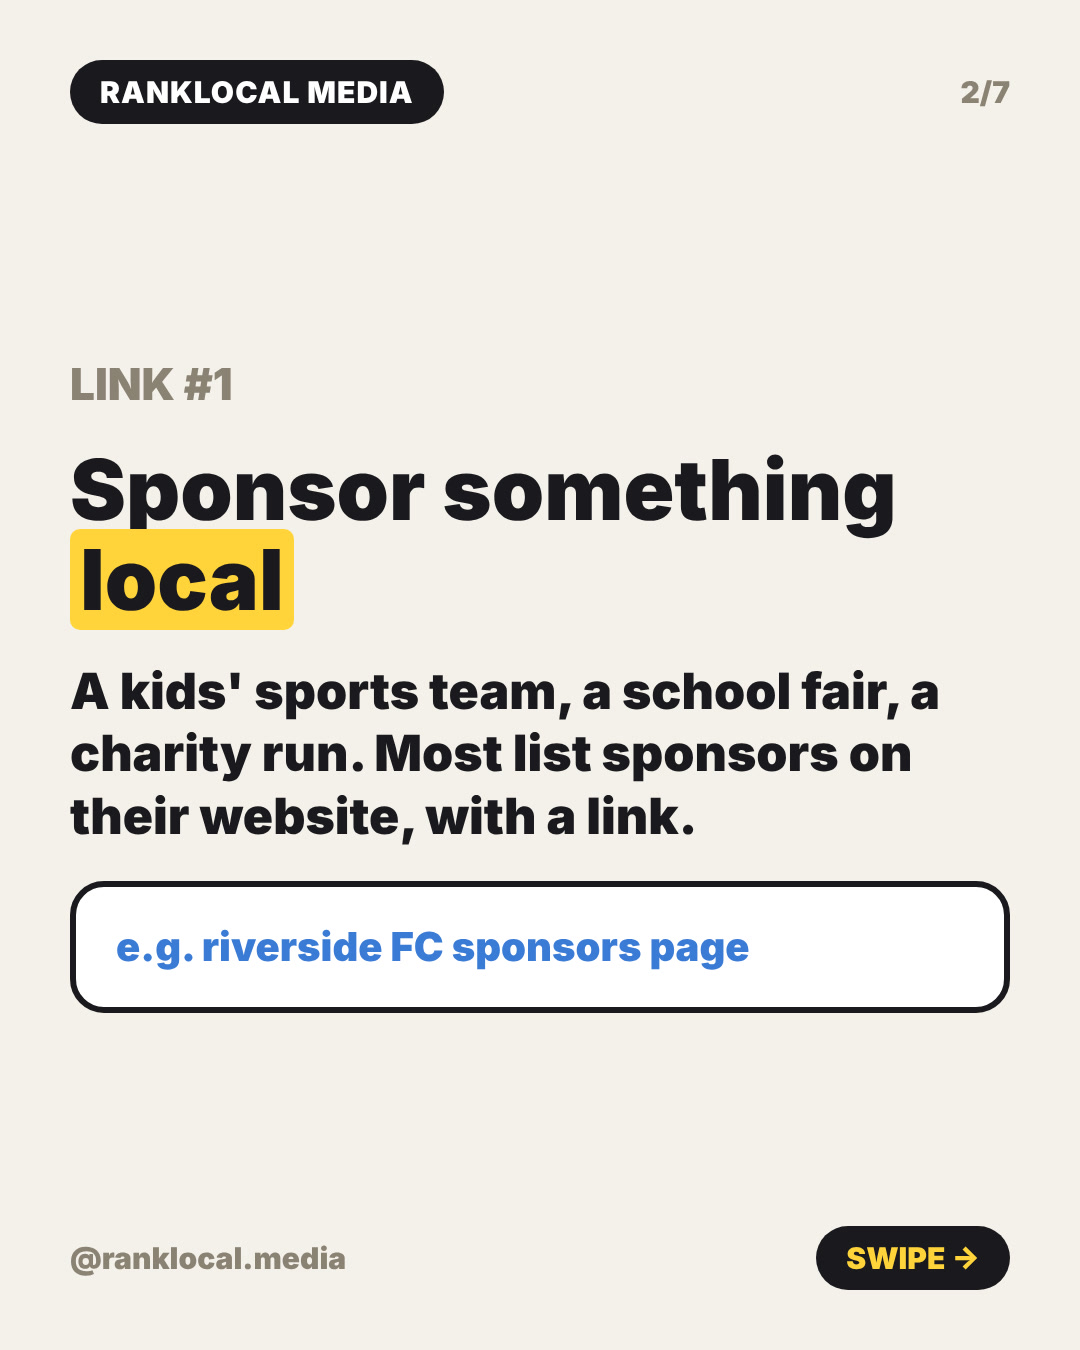 RANKLOCAL MEDIA
2/7
LINK #1
Sponsor something
local
A kids' sports team, a school fair, a
charity run. Most list sponsors on
their website, with a link.
e.g. riverside FC sponsors page
@ranklocal.media
SWIPE →